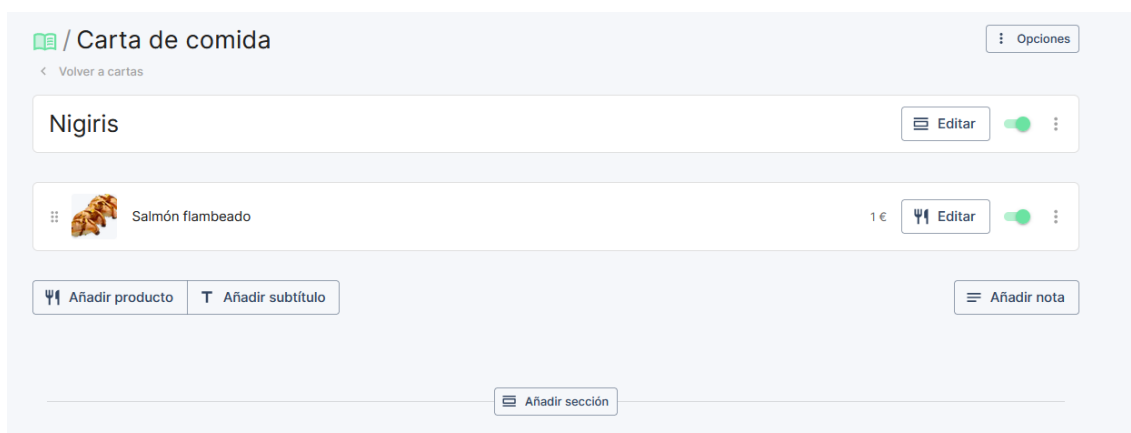 / Carta de comida
Opciones
Volver a cartas
Nigiris
Editar
Salmón flambeado
1 €
Editar
Añadir producto
Añadir subtítulo
Añadir nota
Añadir sección